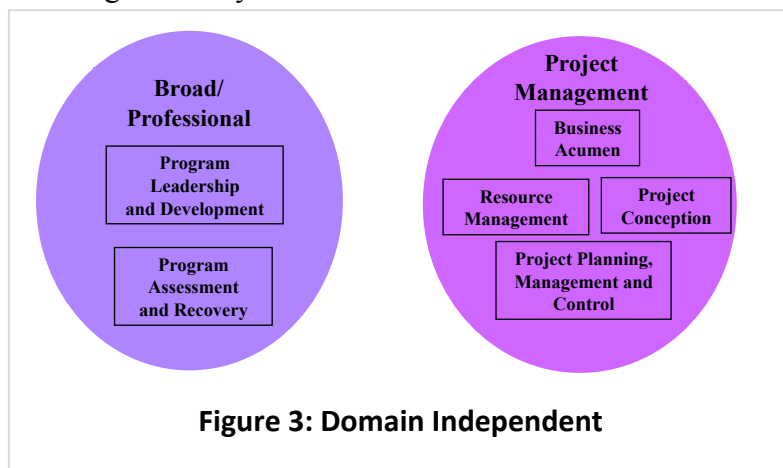 Broad/
Professional
Program
Leadership
and Development
Program
Assessment
and Recovery
Project
Management
Business
Acumen
Resource
Management
Project
Conception
Project Planning,
Management and
Control
Figure 3: Domain Independent